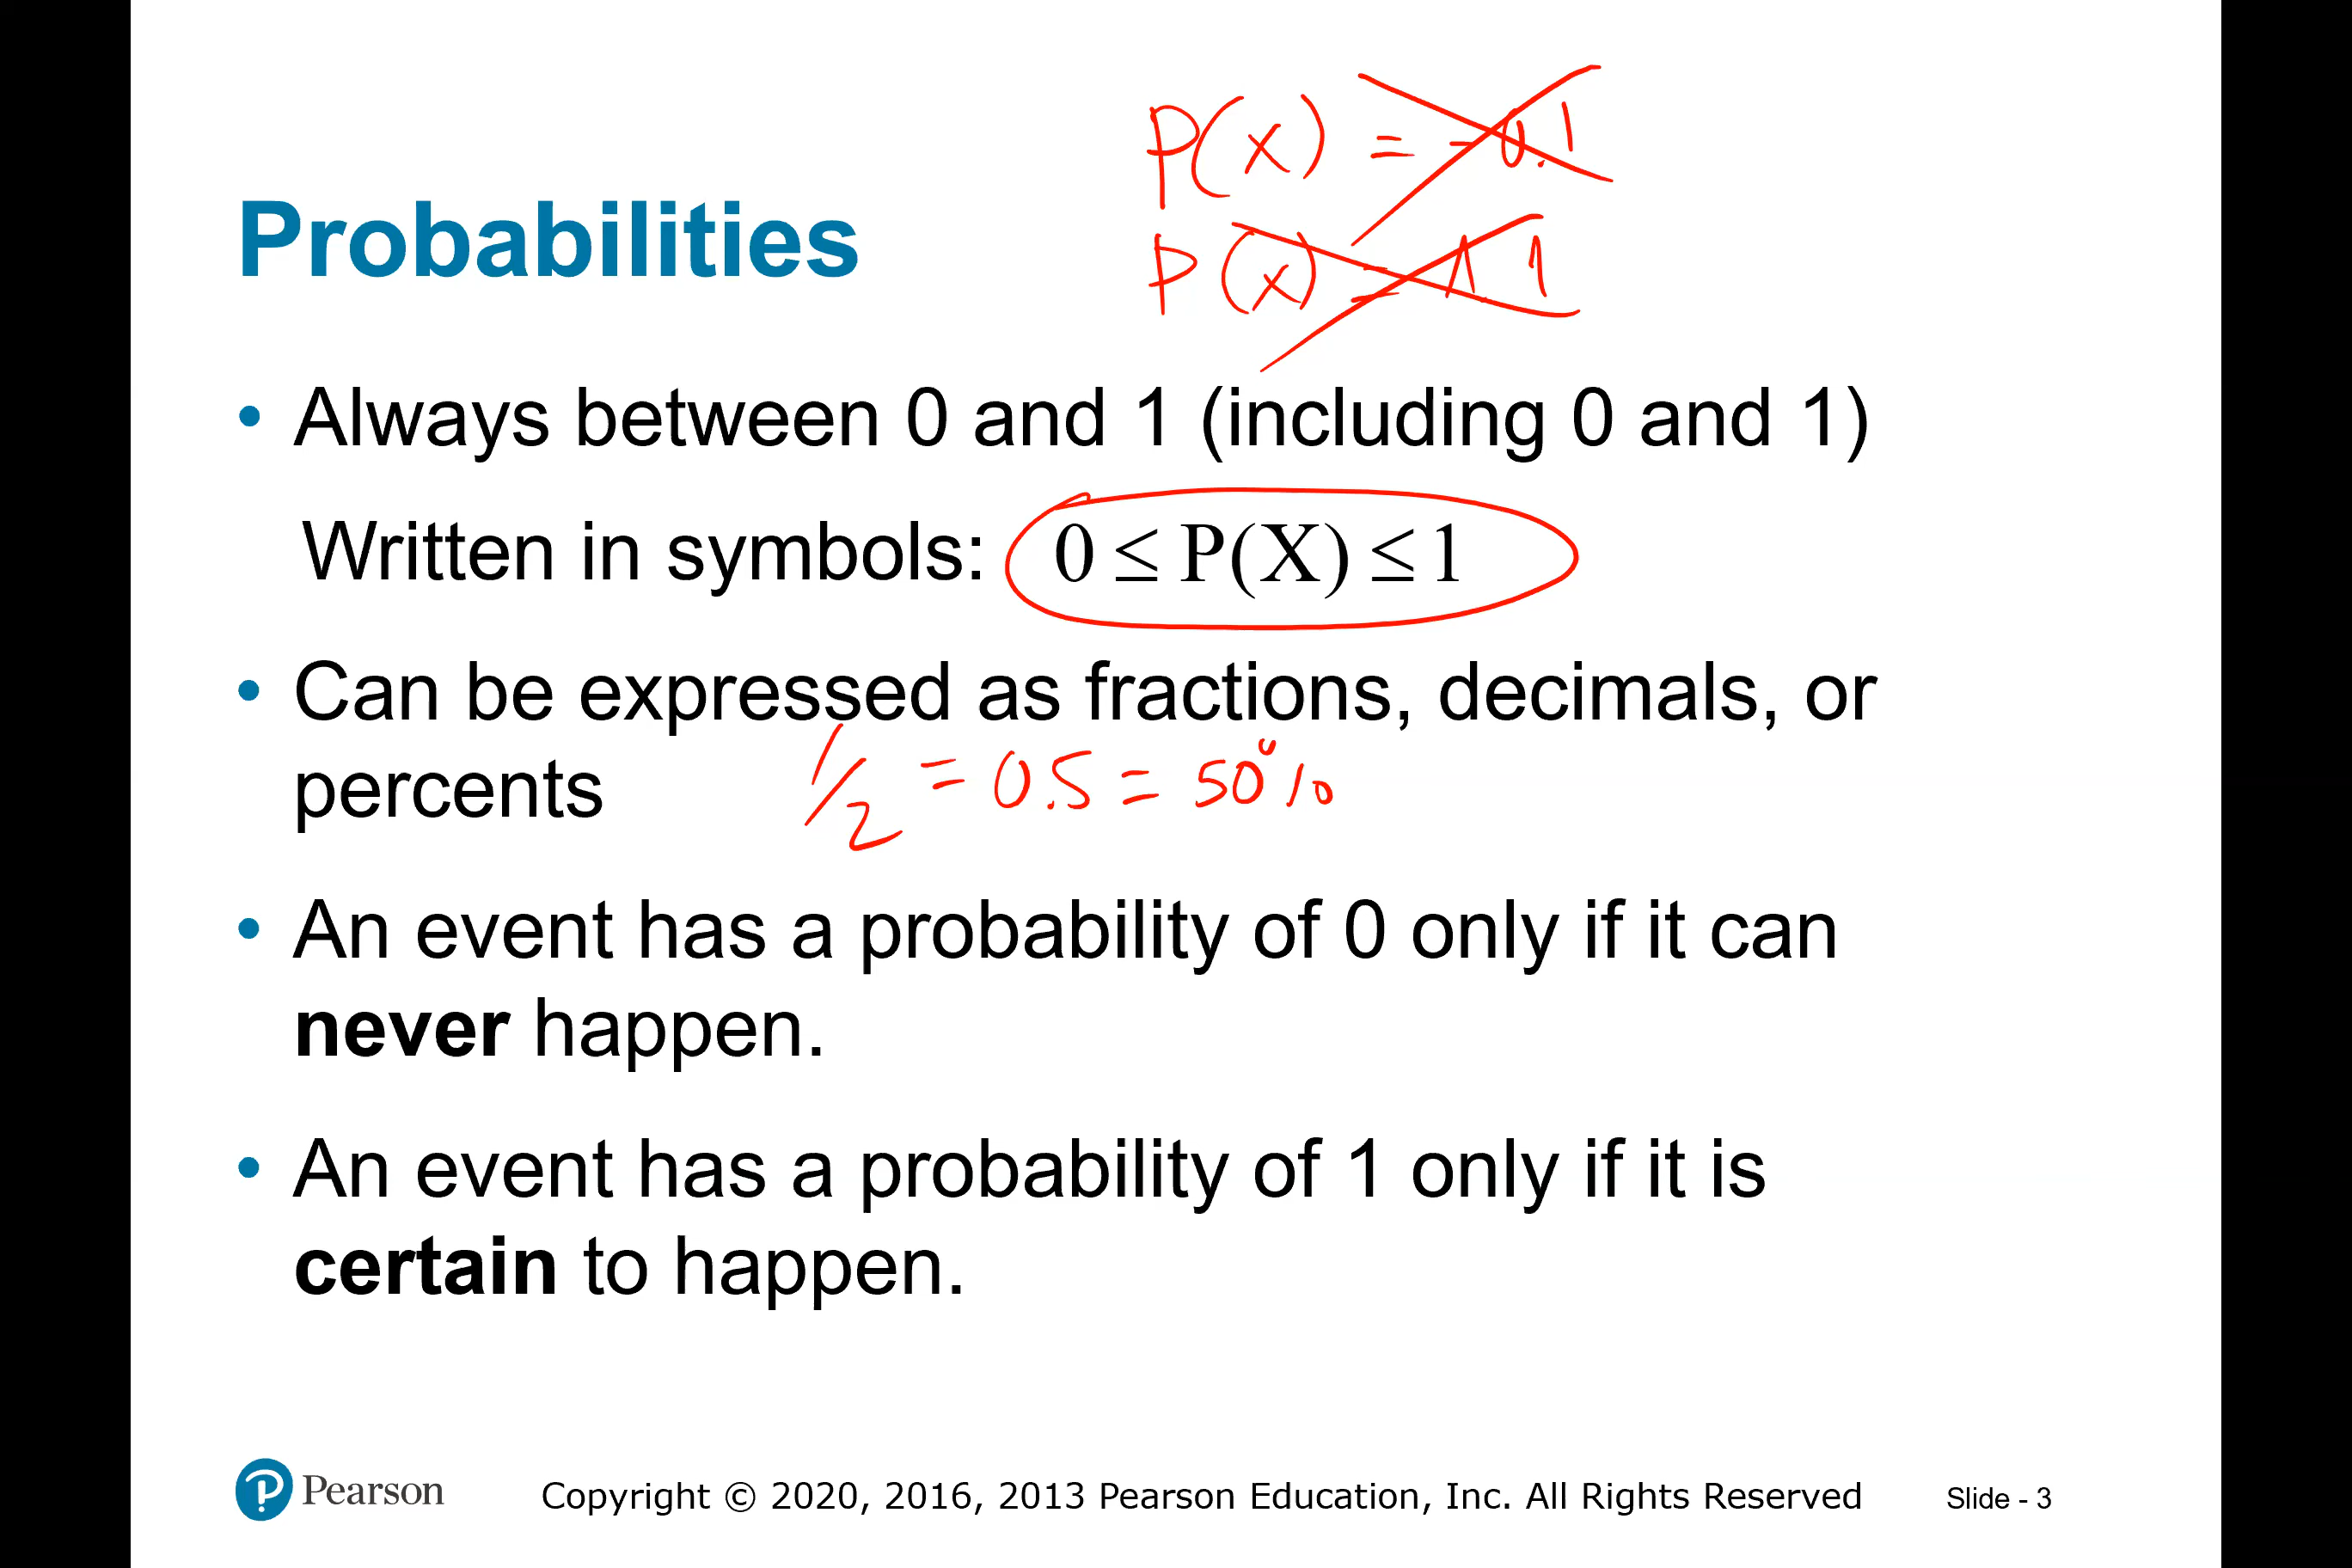 P(x) = -0.1
P(x) = 1.1
Probabilities
• Always between 0 and 1 (including 0 and 1)
Written in symbols: 0 ≤ P(X) ≤ 1
• Can be expressed as fractions, decimals, or
percents
1/2 = 0.5 = 50%
• An event has a probability of 0 only if it can
never happen.
• An event has a probability of 1 only if it is
certain to happen.
Pearson
Copyright © 2020, 2016, 2013 Pearson Education, Inc. All Rights Reserved
Slide - 3